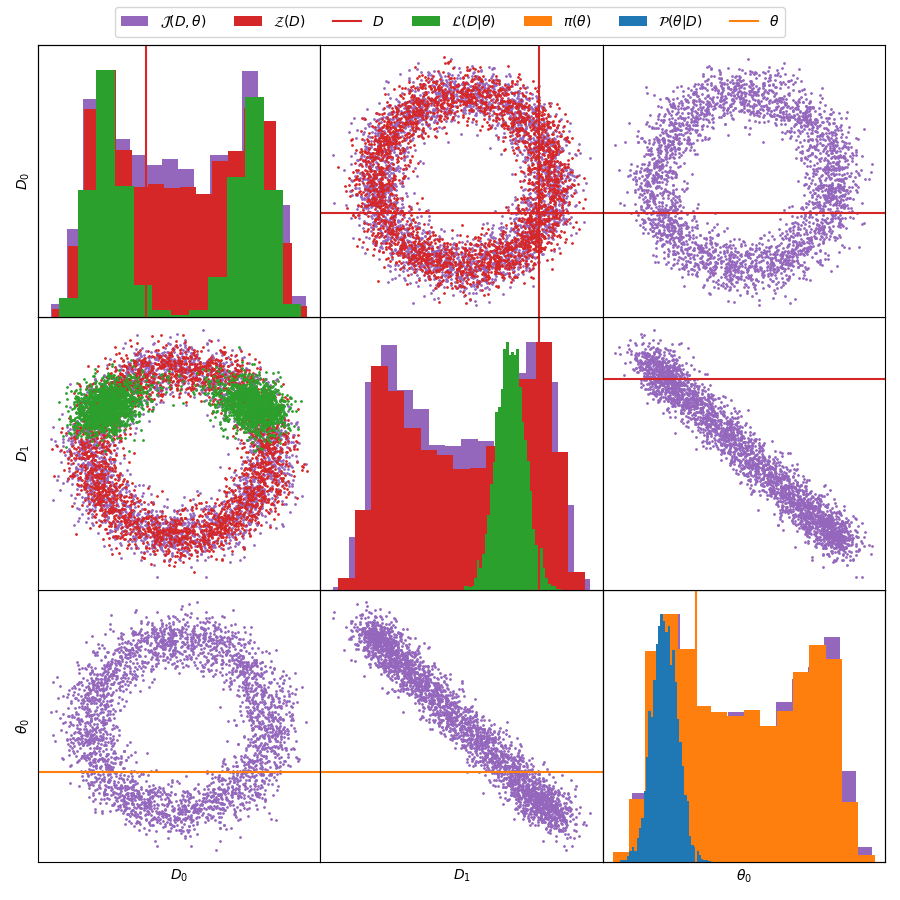 𝒥(D, θ) 𝒵(D) D ℒ(D|θ) π(θ) 𝒫(θ|D) θ
D₀
D₁
θ₀
D₀ D₁ θ₀